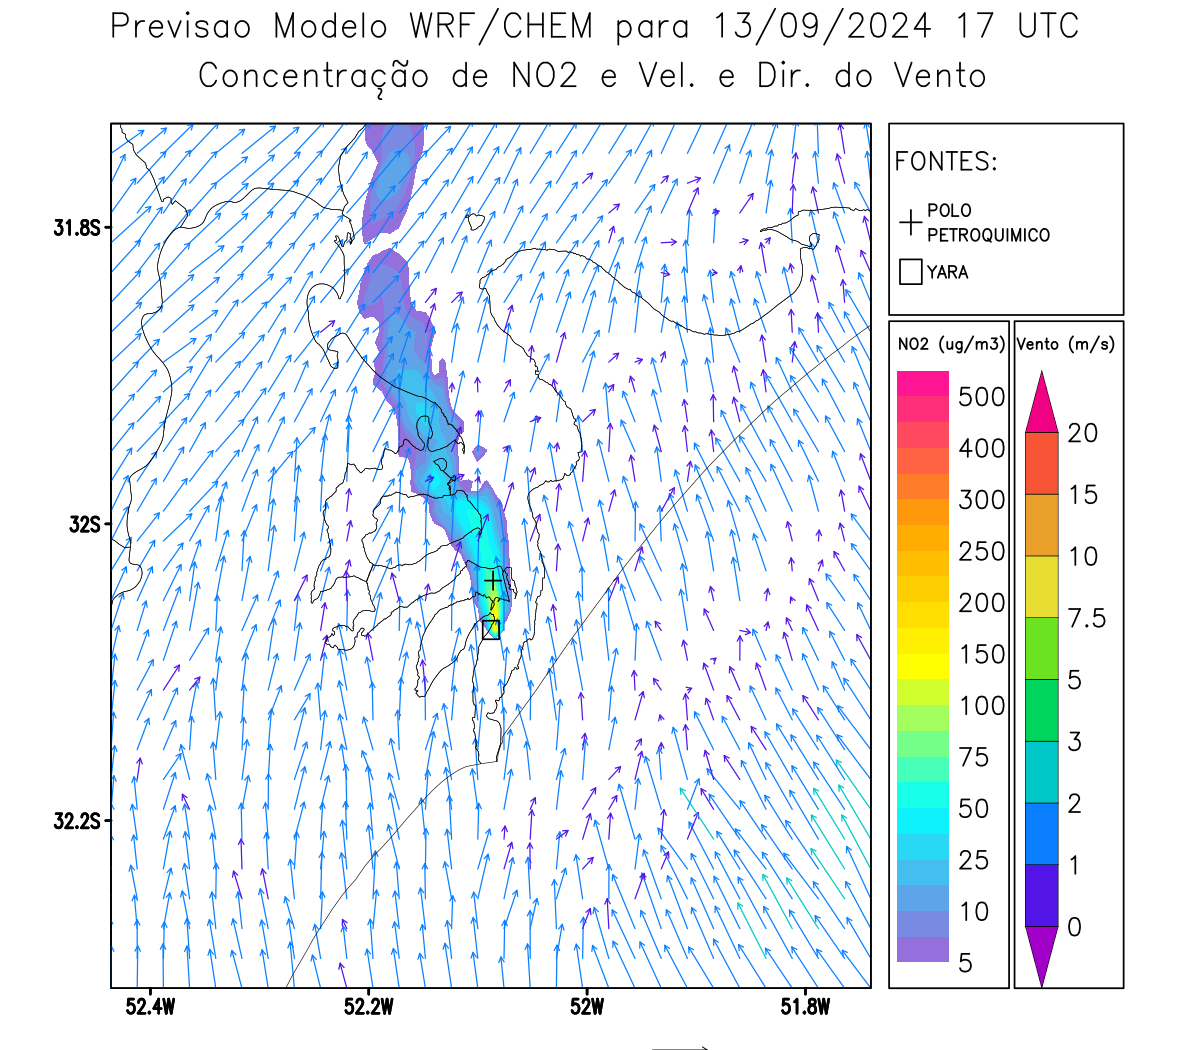 Previsao Modelo WRF/CHEM para 13/09/2024 17 UTC
Concentração de NO2 e Vel. e Dir. do Vento
FONTES:
POLO
PETROQUIMICO
YARA
NO2 (ug/m3)
500
400
300
250
200
150
100
75
50
25
10
5
Vento (m/s)
20
15
10
7.5
5
3
2
1
0
31.8S
32S
32.2S
52.4W
52.2W
52W
51.8W